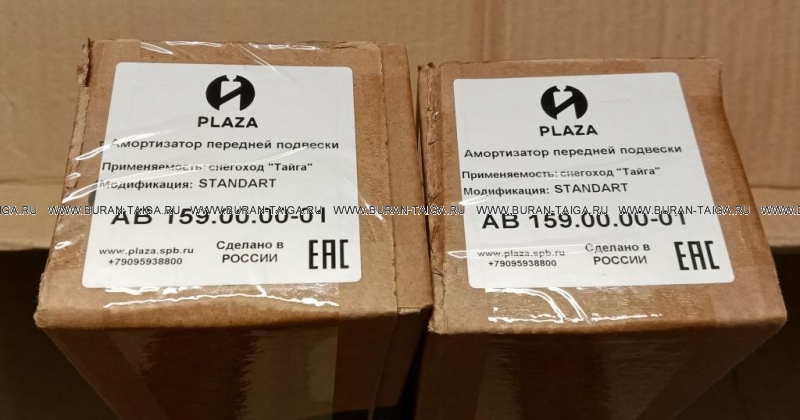 PLAZA
Амортизатор передней подвески
Применяемость: снегоход "Тайга"
Модификация: STANDART
АВ 159.00.00-01
www.plaza.spb.ru
+79095938800
Сделано в
РОССИИ
EAC
PLAZA
Амортизатор передней подвески
Применяемость: снегоход "Тайга"
Модификация: STANDART
АВ 159.00.00-01
www.plaza.spb.ru
+79095938800
Сделано в
РОССИИ
EAC
WWW.BURAN-TAIGA.RU WWW.BURAN-TAIGA.RU WWW.BURAN-TAIGA.RU WWW.BURAN-TAIGA.RU WWW.BURAN-TAIGA.RU